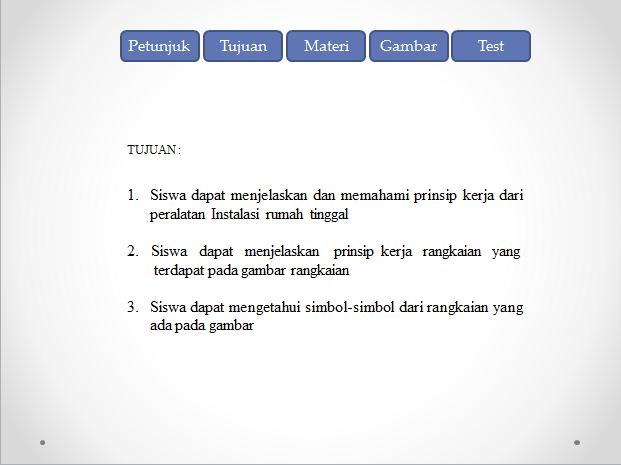 Petunjuk Tujuan Materi Gambar Test
TUJUAN:
1. Siswa dapat menjelaskan dan memahami prinsip kerja dari
peralatan Instalasi rumah tinggal
2. Siswa dapat menjelaskan prinsip kerja rangkaian yang
terdapat pada gambar rangkaian
3. Siswa dapat mengetahui simbol-simbol dari rangkaian yang
ada pada gambar